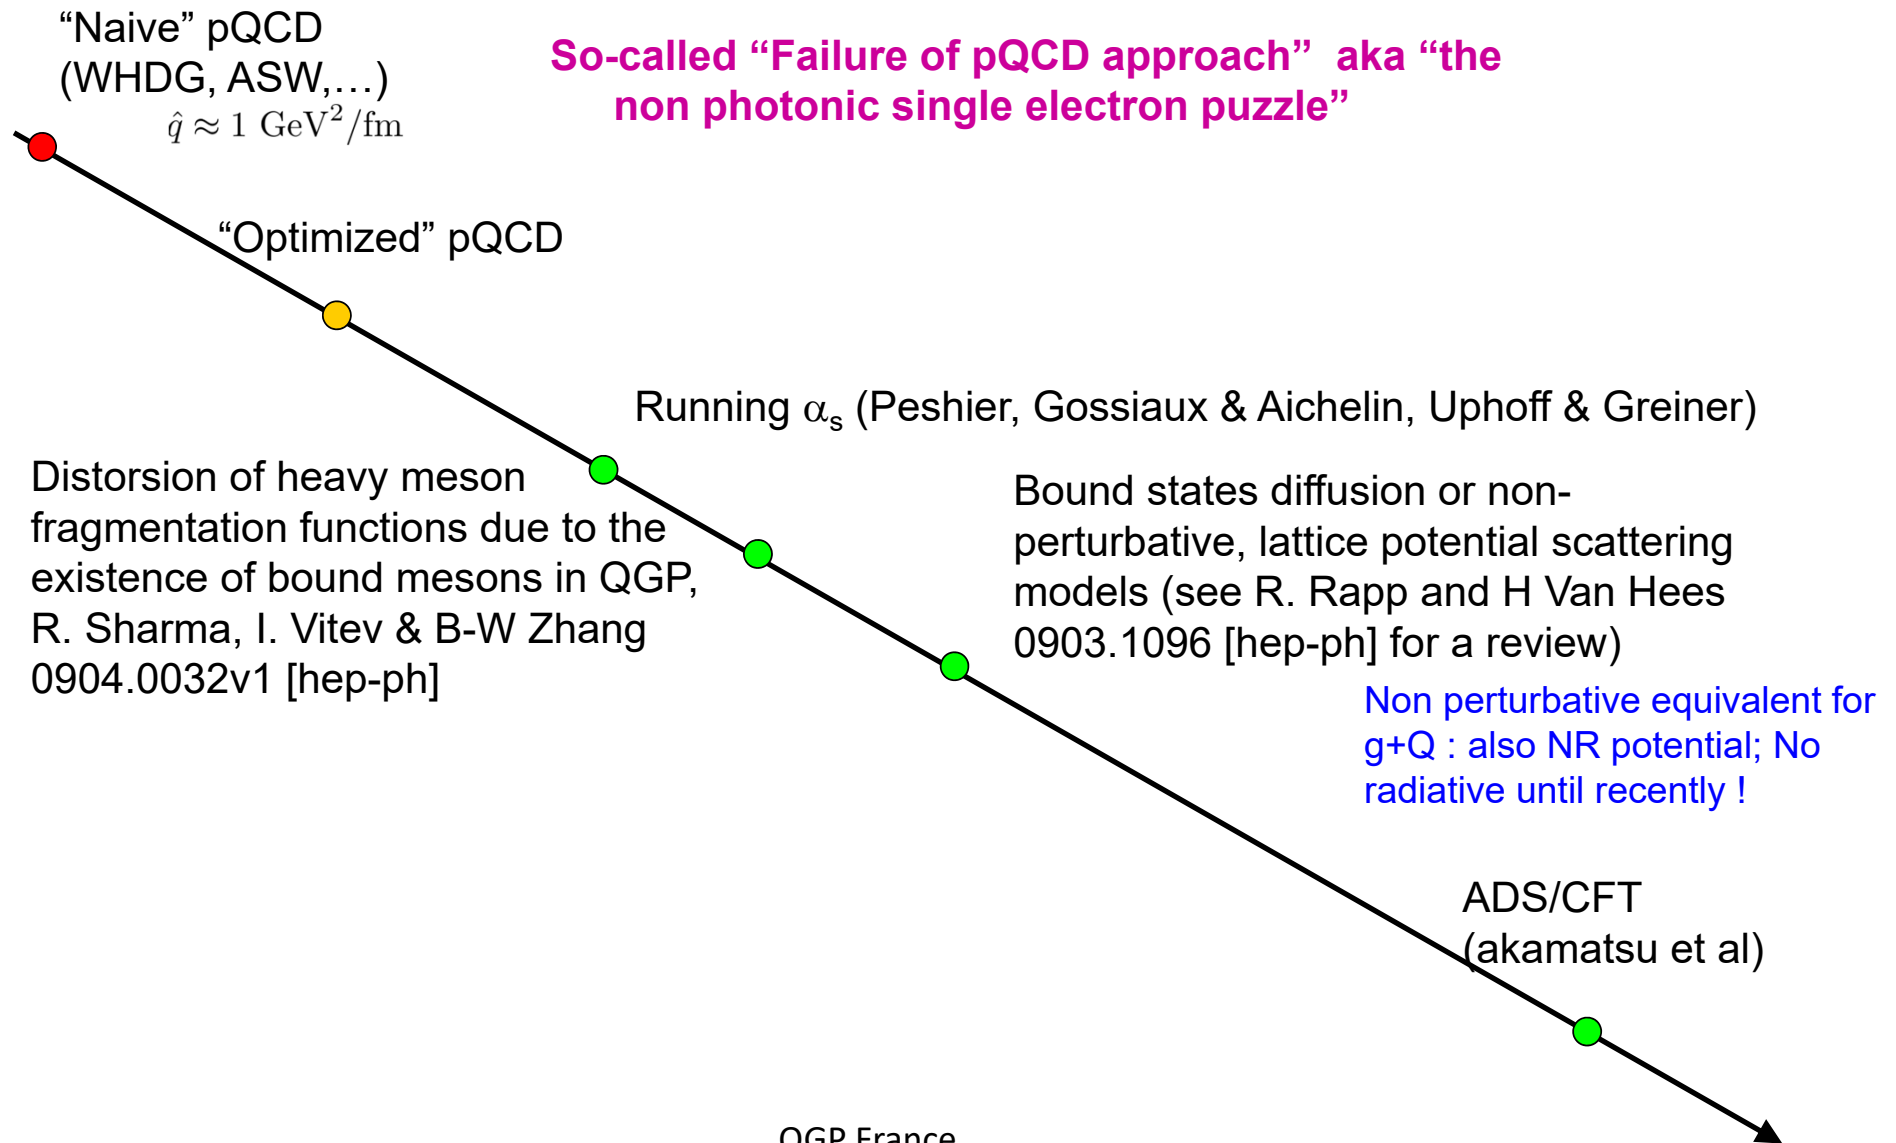 “Naive” pQCD
(WHDG, ASW,…)
q̂ ≈ 1 GeV²/fm
So-called “Failure of pQCD approach” aka “the
non photonic single electron puzzle”
“Optimized” pQCD
Running αₛ (Peshier, Gossiaux & Aichelin, Uphoff & Greiner)
Distorsion of heavy meson
fragmentation functions due to the
existence of bound mesons in QGP,
R. Sharma, I. Vitev & B-W Zhang
0904.0032v1 [hep-ph]
Bound states diffusion or non-
perturbative, lattice potential scattering
models (see R. Rapp and H Van Hees
0903.1096 [hep-ph] for a review)
Non perturbative equivalent for
g+Q : also NR potential; No
radiative until recently !
ADS/CFT
(akamatsu et al)
QGP France